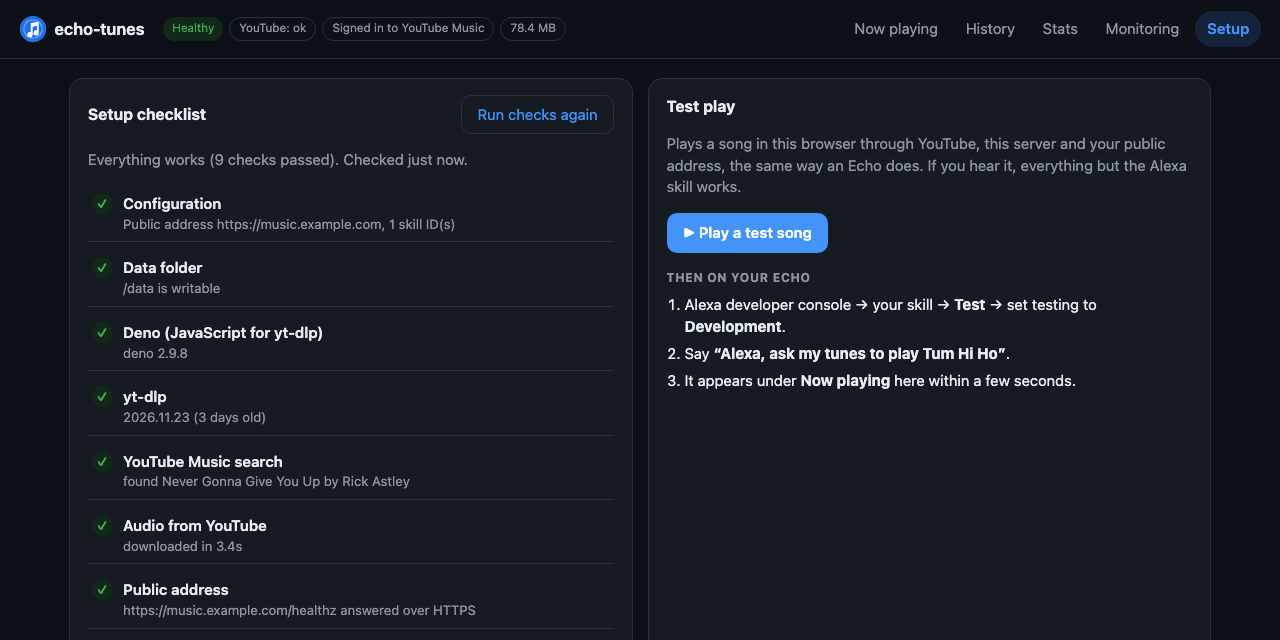 echo-tunes
Healthy
YouTube: ok
Signed in to YouTube Music
78.4 MB
Now playing
History
Stats
Monitoring
Setup
Setup checklist
Run checks again
Everything works (9 checks passed). Checked just now.
Configuration
Public address https://music.example.com, 1 skill ID(s)
Data folder
/data is writable
Deno (JavaScript for yt-dlp)
deno 2.9.8
yt-dlp
2026.11.23 (3 days old)
YouTube Music search
found Never Gonna Give You Up by Rick Astley
Audio from YouTube
downloaded in 3.4s
Public address
https://music.example.com/healthz answered over HTTPS
Test play
Plays a song in this browser through YouTube, this server and your public
address, the same way an Echo does. If you hear it, everything but the Alexa
skill works.
Play a test song
THEN ON YOUR ECHO
1. Alexa developer console → your skill → Test → set testing to
Development.
2. Say “Alexa, ask my tunes to play Tum Hi Ho”.
3. It appears under Now playing here within a few seconds.